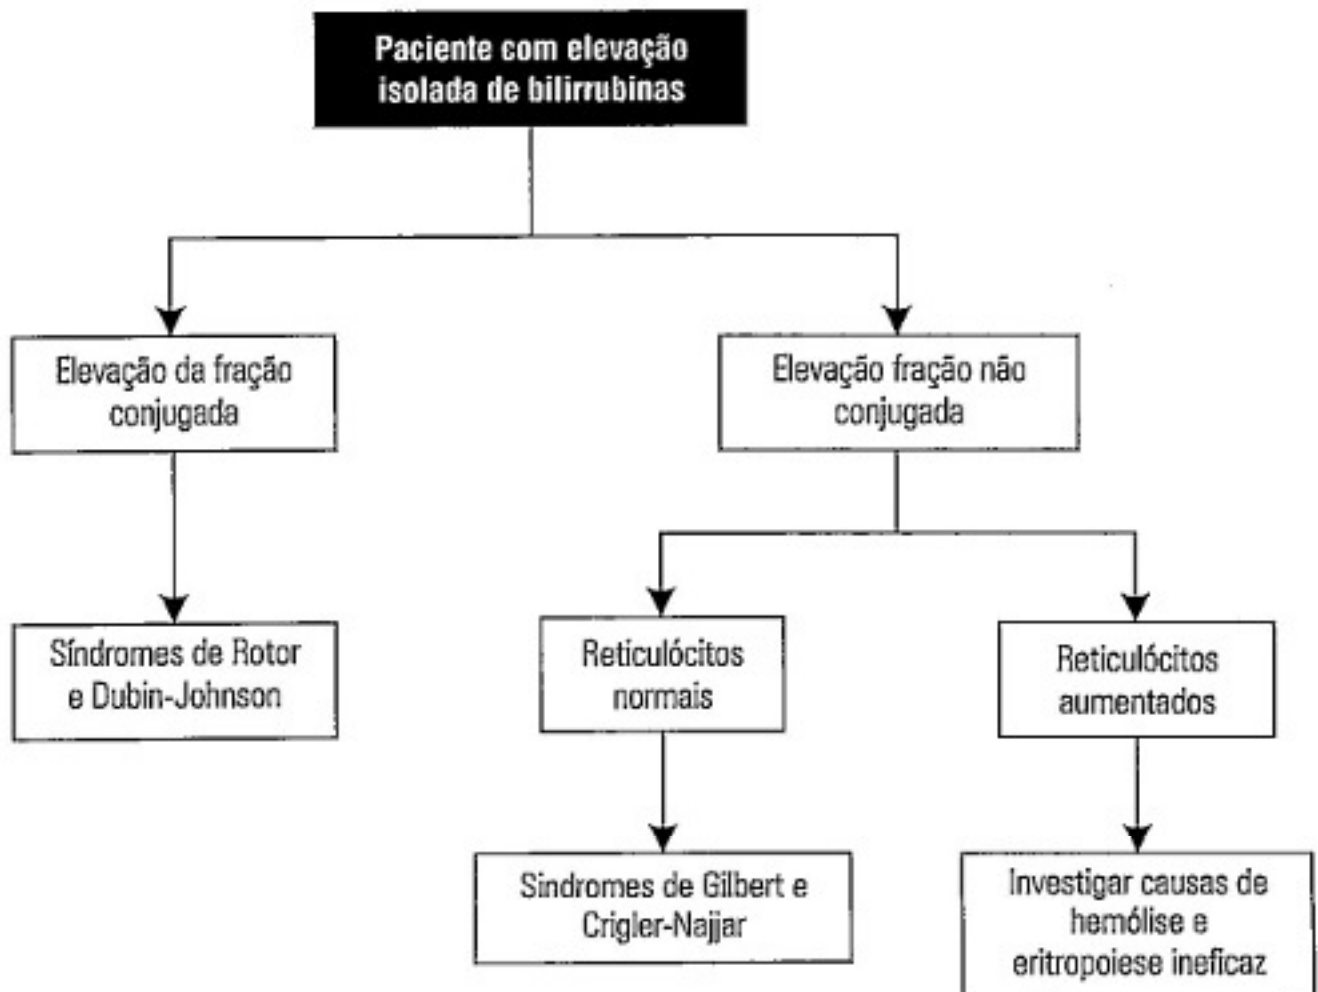 Paciente com elevação
isolada de bilirrubinas
Elevação da fração
conjugada
Elevação fração não
conjugada
Síndromes de Rotor
e Dubin-Johnson
Reticulócitos
normais
Reticulócitos
aumentados
Sindromes de Gilbert e
Crigler-Najjar
Investigar causas de
hemólise e
eritropoiese ineficaz